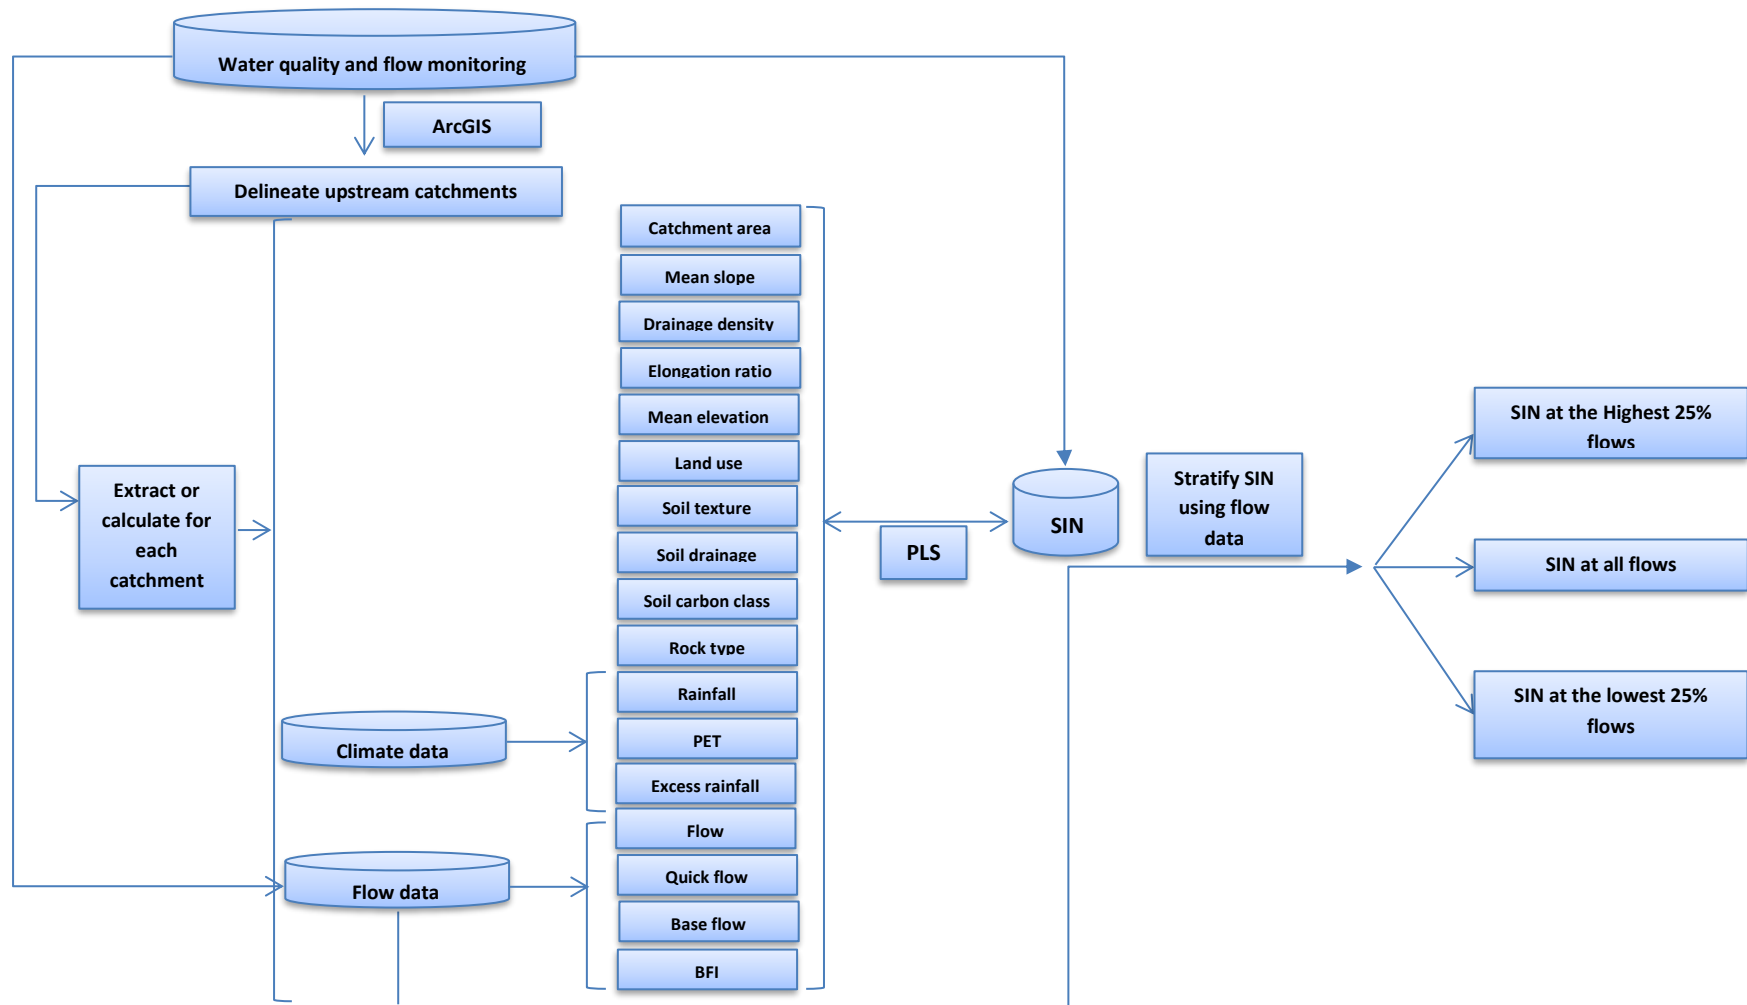 Water quality and flow monitoring
ArcGIS
Delineate upstream catchments
Extract or
calculate for
each
catchment
Catchment area
Mean slope
Drainage density
Elongation ratio
Mean elevation
Land use
Soil texture
Soil drainage
Soil carbon class
Rock type
Rainfall
PET
Excess rainfall
Flow
Quick flow
Base flow
BFI
Climate data
Flow data
PLS
SIN
Stratify SIN
using flow
data
SIN at the Highest 25%
flows
SIN at all flows
SIN at the lowest 25%
flows